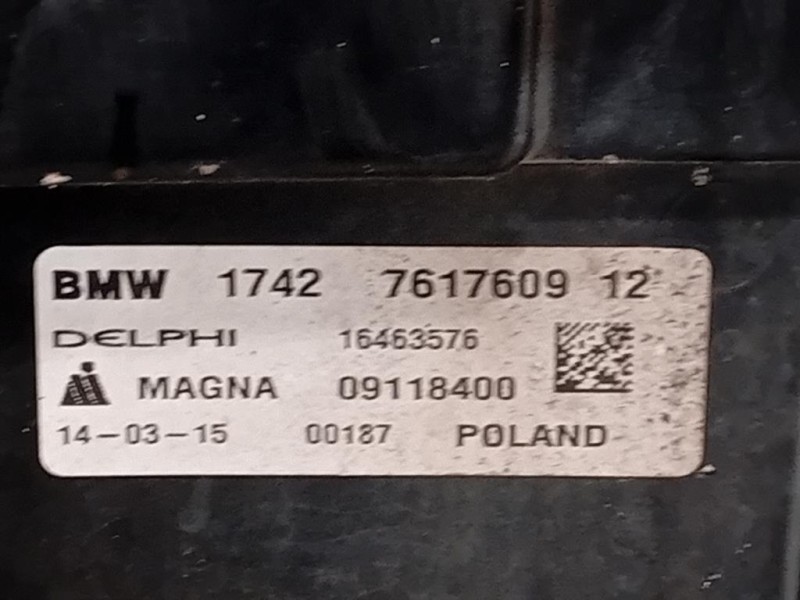 BMW 1742 7617609 12
DELPHI 16463576
MAGNA 09118400
14-03-15 00187 POLAND